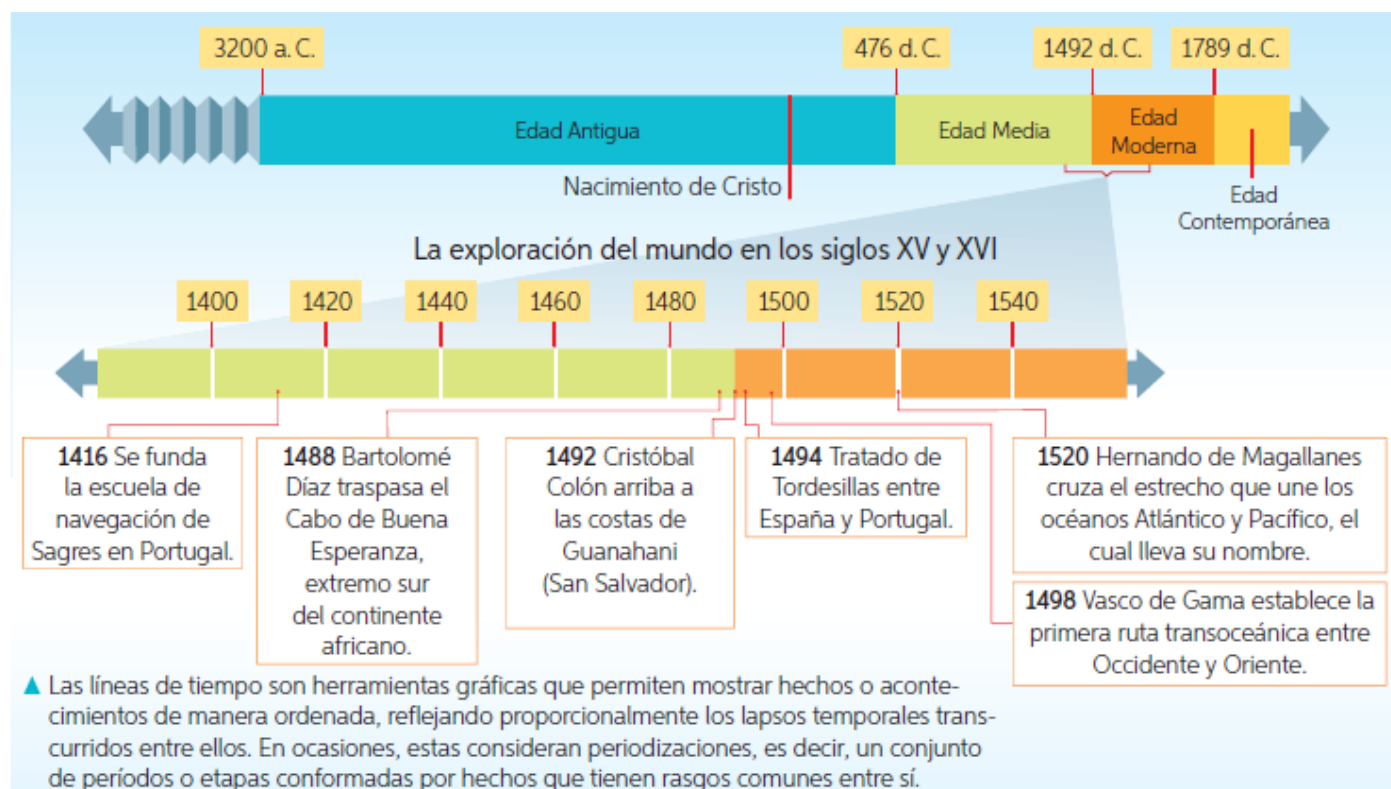 3200 a. C.
476 d. C.
1492 d. C.
1789 d. C.
Edad Antigua
Edad Media
Edad
Moderna
Nacimiento de Cristo
Edad
Contemporánea
La exploración del mundo en los siglos XV y XVI
1400
1420
1440
1460
1480
1500
1520
1540
1416 Se funda
la escuela de
navegación de
Sagres en Portugal.
1488 Bartolomé
Díaz traspasa el
Cabo de Buena
Esperanza,
extremo sur
del continente
africano.
1492 Cristóbal
Colón arriba a
las costas de
Guanahani
(San Salvador).
1494 Tratado de
Tordesillas entre
España y Portugal.
1520 Hernando de Magallanes
cruza el estrecho que une los
océanos Atlántico y Pacífico, el
cual lleva su nombre.
1498 Vasco de Gama establece la
primera ruta transoceánica entre
Occidente y Oriente.
▲ Las líneas de tiempo son herramientas gráficas que permiten mostrar hechos o aconte-
cimientos de manera ordenada, reflejando proporcionalmente los lapsos temporales trans-
curridos entre ellos. En ocasiones, estas consideran periodizaciones, es decir, un conjunto
de períodos o etapas conformadas por hechos que tienen rasgos comunes entre sí.